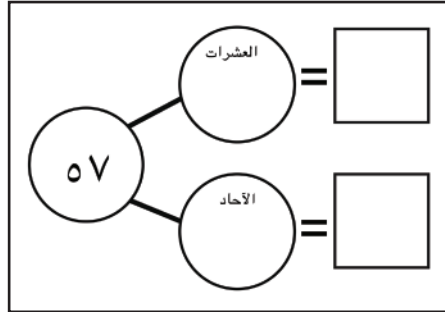 العشرات
=
٥٧
الآحاد
=